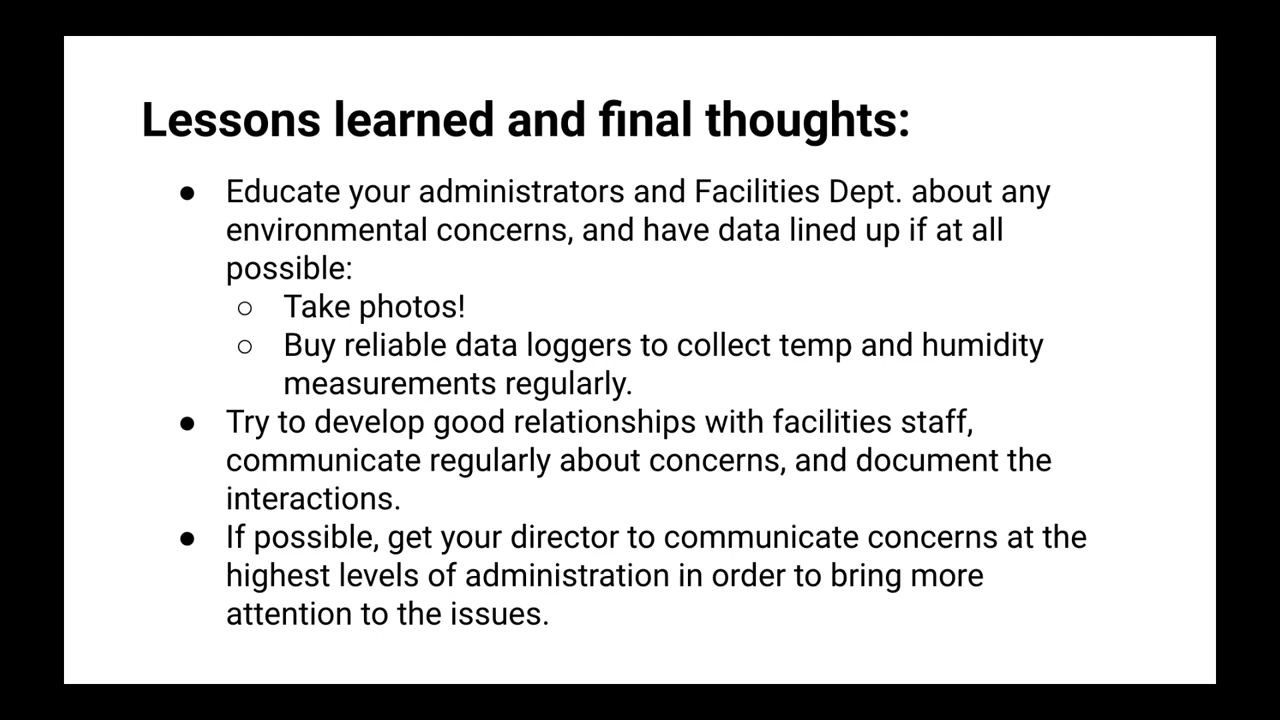 Lessons learned and final thoughts:
● Educate your administrators and Facilities Dept. about any
environmental concerns, and have data lined up if at all
possible:
○ Take photos!
○ Buy reliable data loggers to collect temp and humidity
measurements regularly.
● Try to develop good relationships with facilities staff,
communicate regularly about concerns, and document the
interactions.
● If possible, get your director to communicate concerns at the
highest levels of administration in order to bring more
attention to the issues.